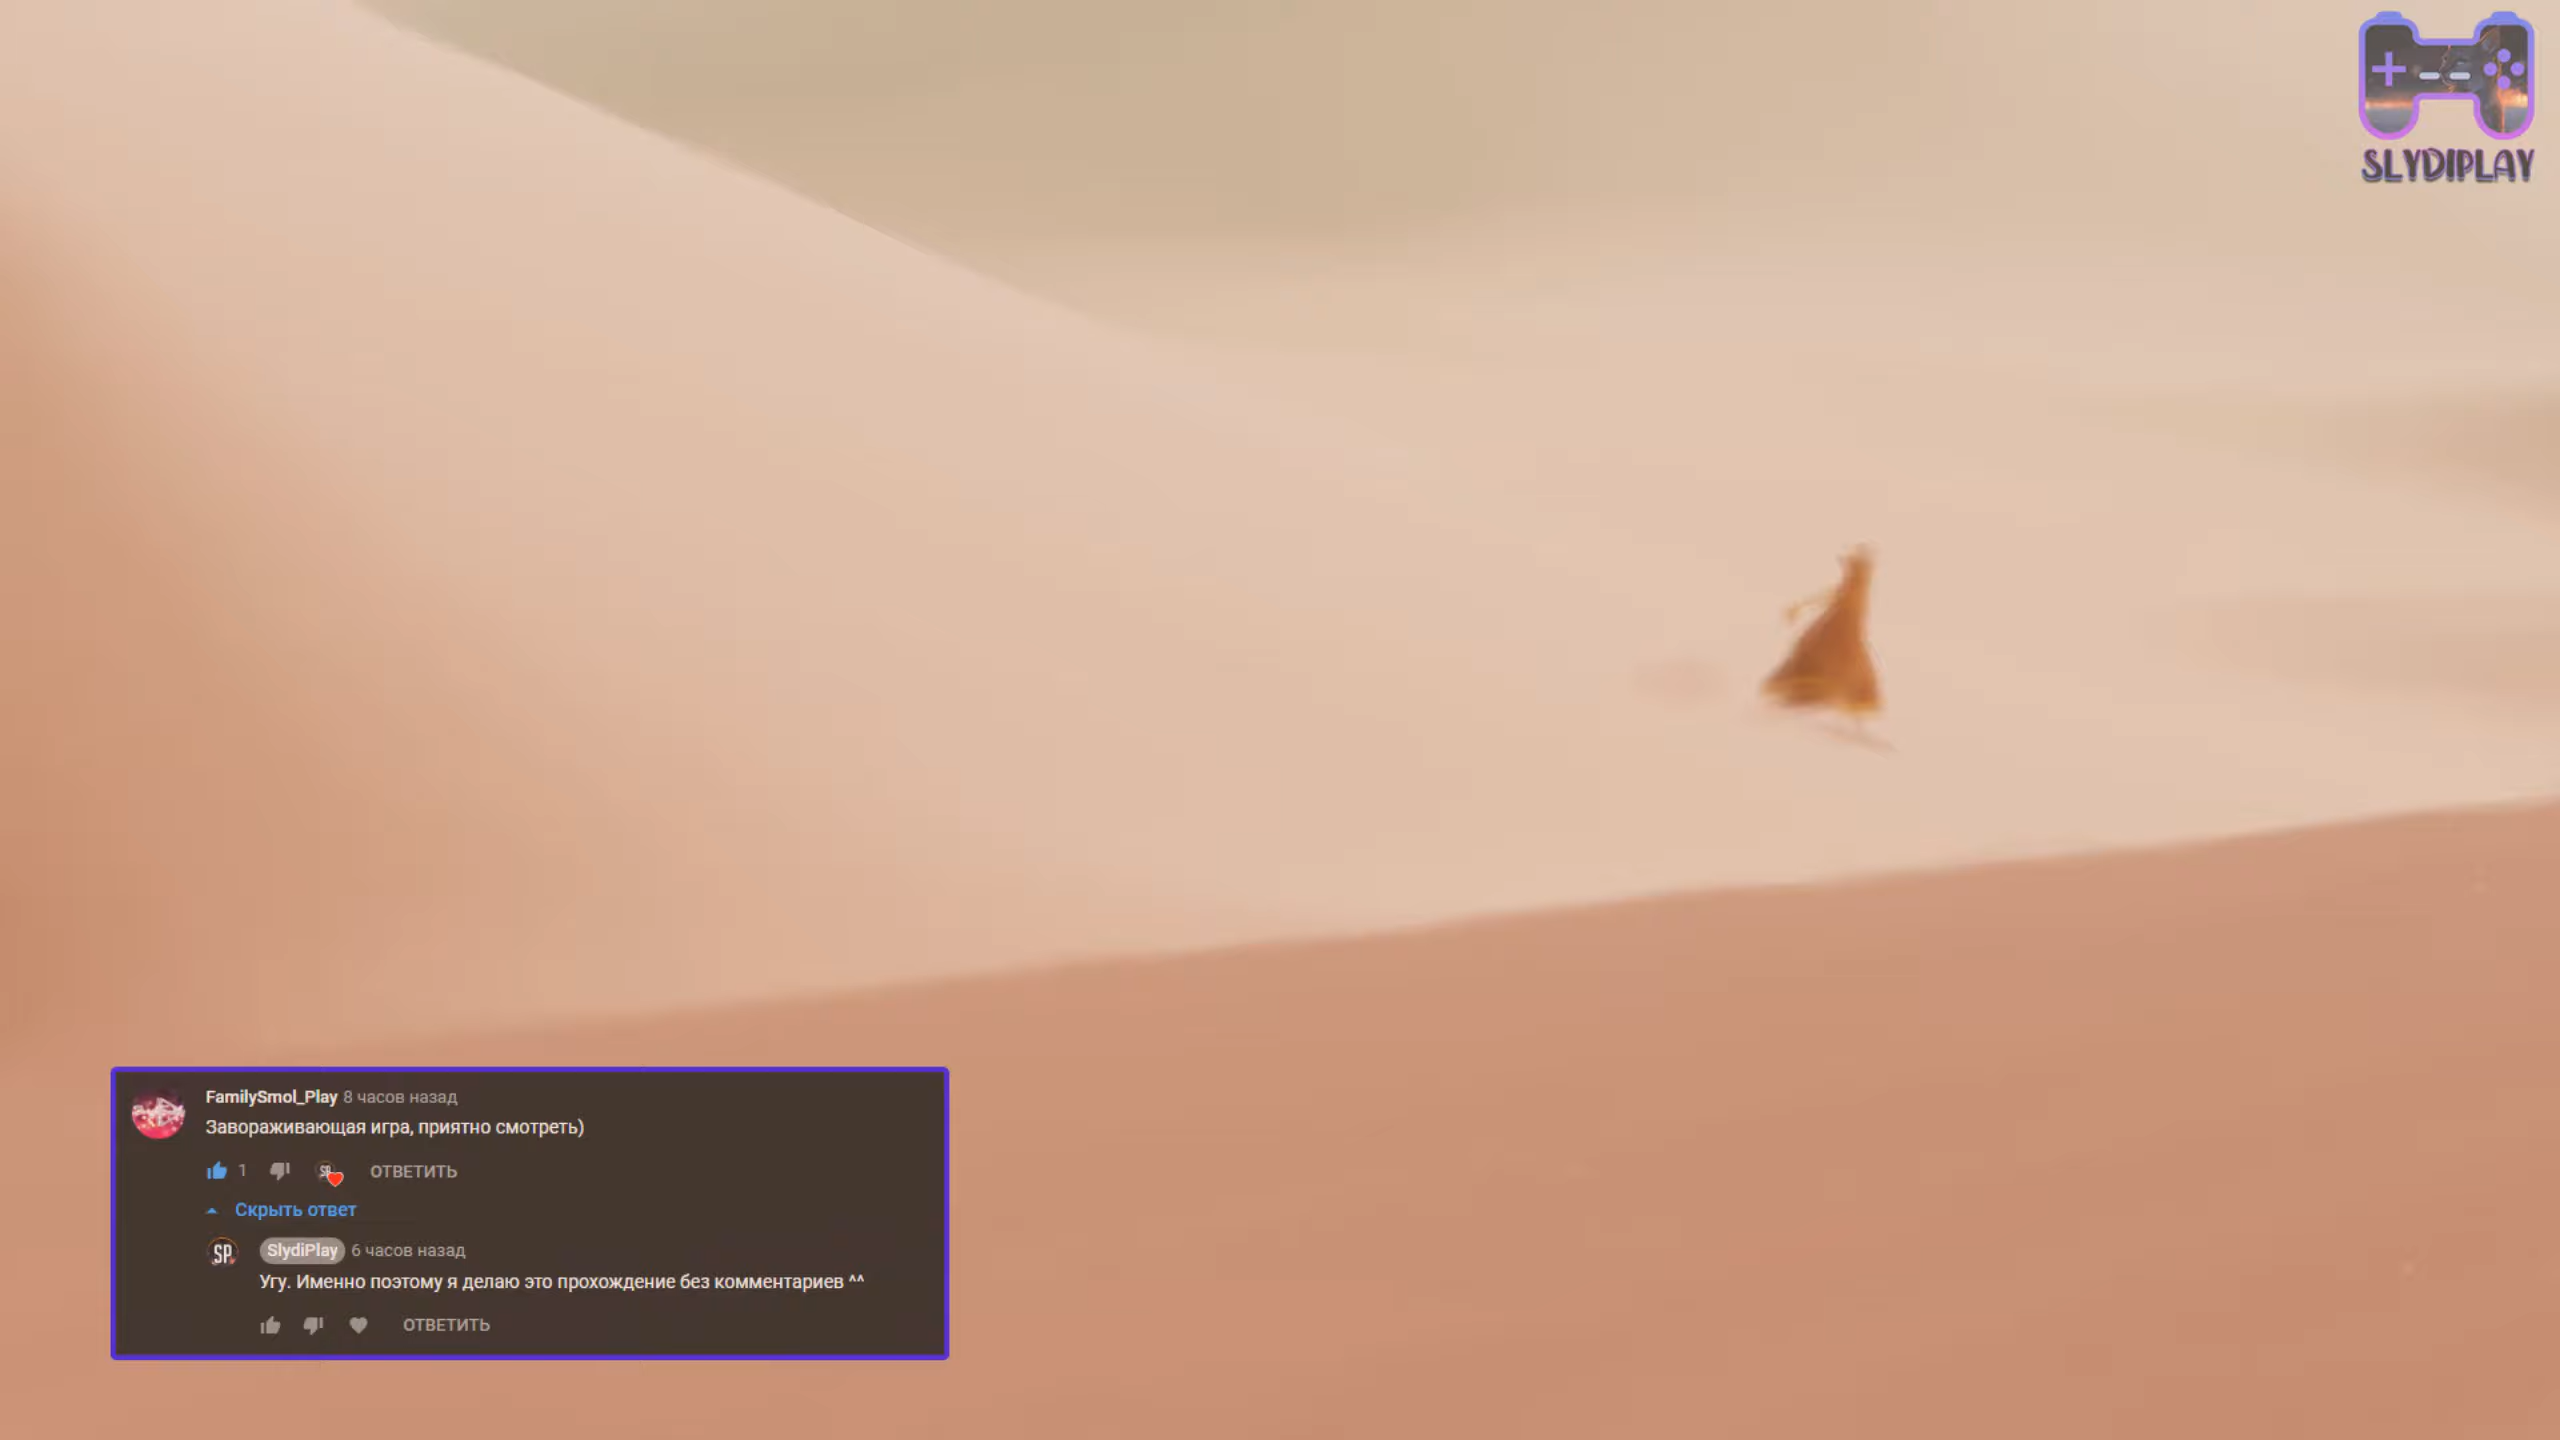 SLYDIPLAY
FamilySmol_Play 8 часов назад
Завораживающая игра, приятно смотреть)
1 ОТВЕТИТЬ
Скрыть ответ
SP SlydiPlay 6 часов назад
Угу. Именно поэтому я делаю это прохождение без комментариев ^^
ОТВЕТИТЬ